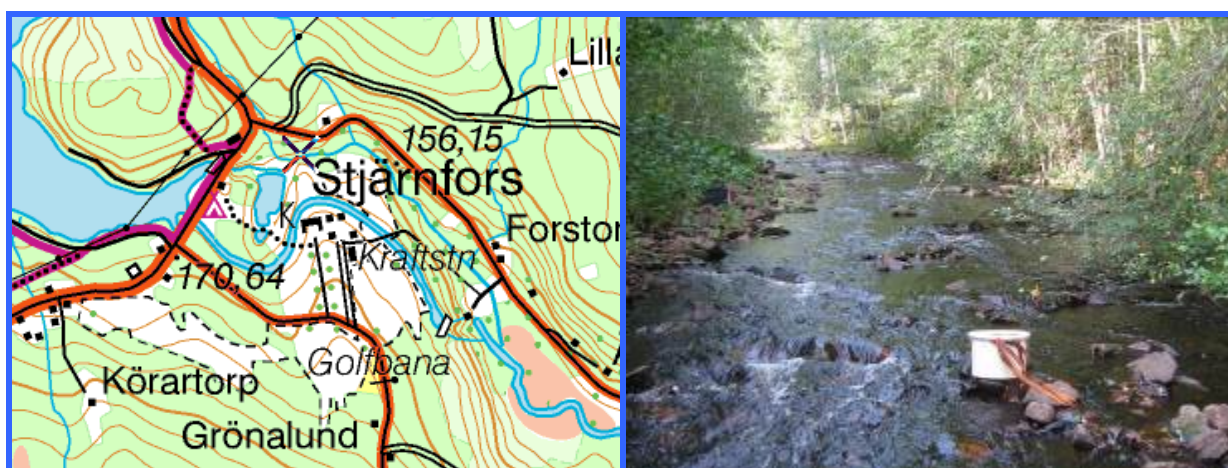 Lilla
156,15
Stjärnfors
K
Forstor
Kraftstn
170,64
Golfbana
Körartorp
Grönalund